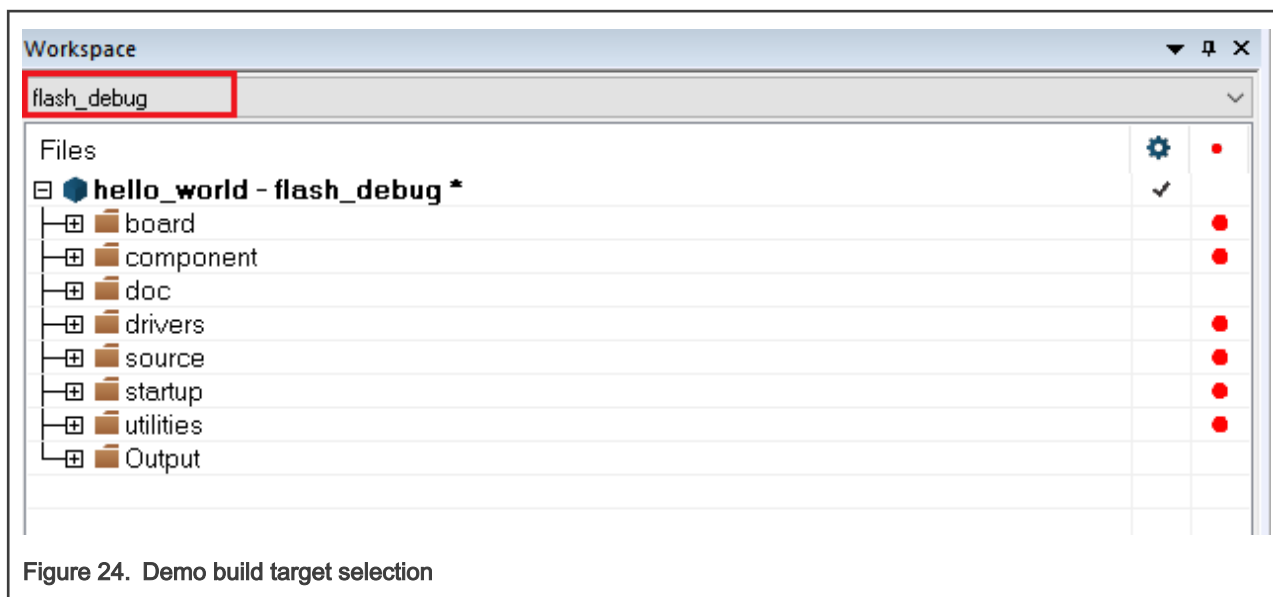 Workspace
flash_debug
Files
hello_world - flash_debug *
board
component
doc
drivers
source
startup
utilities
Output
Figure 24. Demo build target selection